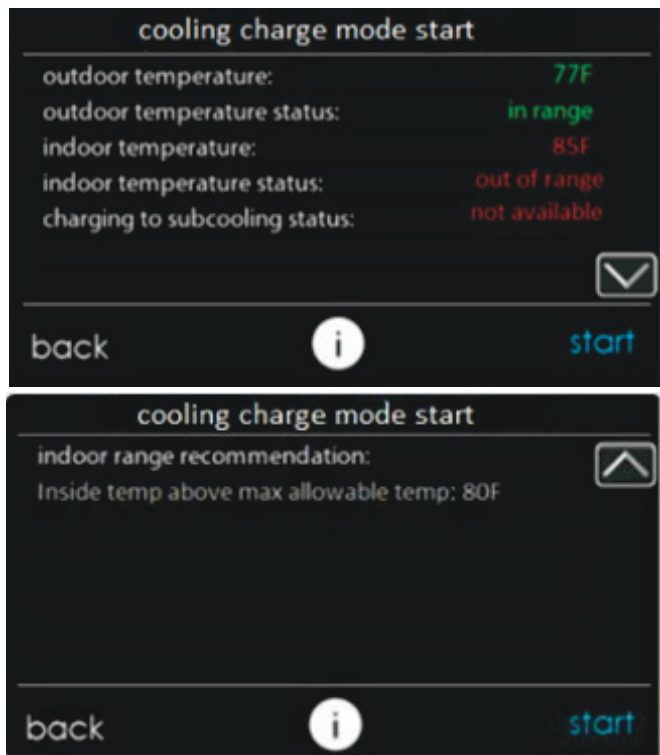 cooling charge mode start
outdoor temperature: 77F
outdoor temperature status: in range
indoor temperature: 85F
indoor temperature status: out of range
charging to subcooling status: not available
back i start
cooling charge mode start
indoor range recommendation:
Inside temp above max allowable temp: 80F
back i start